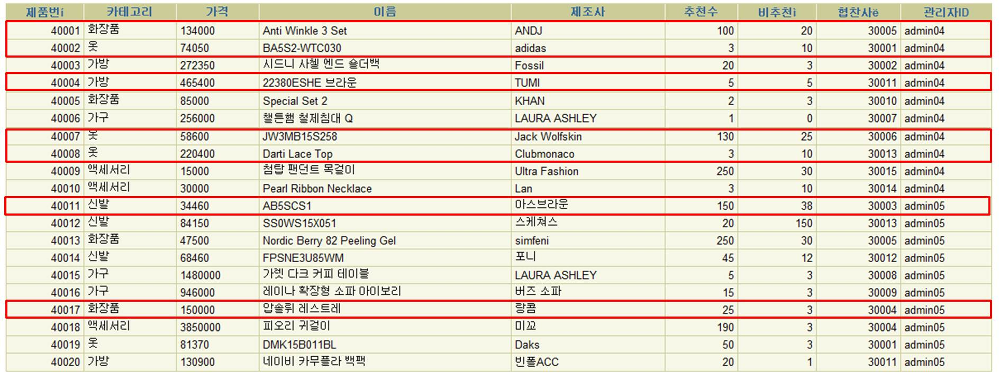 제품번í 카테고리 가격 이름 제조사 추천수 비추천ì 협찬사ë 관리자ID
40001 화장품 134000 Anti Winkle 3 Set ANDJ 100 20 30005 admin04
40002 옷 74050 BA5S2-WTC030 adidas 3 10 30001 admin04
40003 가방 272350 시드니 사첼 엔드 숄더백 Fossil 20 3 30002 admin04
40004 가방 465400 22380ESHE 브라운 TUMI 5 5 30011 admin04
40005 화장품 85000 Special Set 2 KHAN 2 3 30010 admin04
40006 가구 256000 챌튼햄 철제침대 Q LAURA ASHLEY 1 0 30007 admin04
40007 옷 58600 JW3MB15S258 Jack Wolfskin 130 25 30006 admin04
40008 옷 220400 Darti Lace Top Clubmonaco 3 10 30013 admin04
40009 액세서리 15000 첨탑 팬던트 목걸이 Ultra Fashion 250 30 30015 admin04
40010 액세서리 30000 Pearl Ribbon Necklace Lan 3 10 30014 admin04
40011 신발 34460 AB5SCS1 아스브라운 150 38 30003 admin05
40012 신발 84150 SS0WS15X051 스케쳐스 20 150 30013 admin05
40013 화장품 47500 Nordic Berry 82 Peeling Gel simfeni 250 30 30005 admin05
40014 신발 68460 FPSNE3U85WM 포니 45 12 30012 admin05
40015 가구 1480000 가렛 다크 커피 테이블 LAURA ASHLEY 5 3 30008 admin05
40016 가구 946000 레이나 확장형 소파 아이보리 버즈 소파 15 3 30009 admin05
40017 화장품 150000 압솔뤼 레스트레 랑콤 25 3 30004 admin05
40018 액세서리 3850000 피오리 귀걸이 미꼬 190 3 30004 admin05
40019 옷 81370 DMK15B011BL Daks 50 3 30001 admin05
40020 가방 130900 네이비 카무플라 백팩 빈폴ACC 20 1 30011 admin05